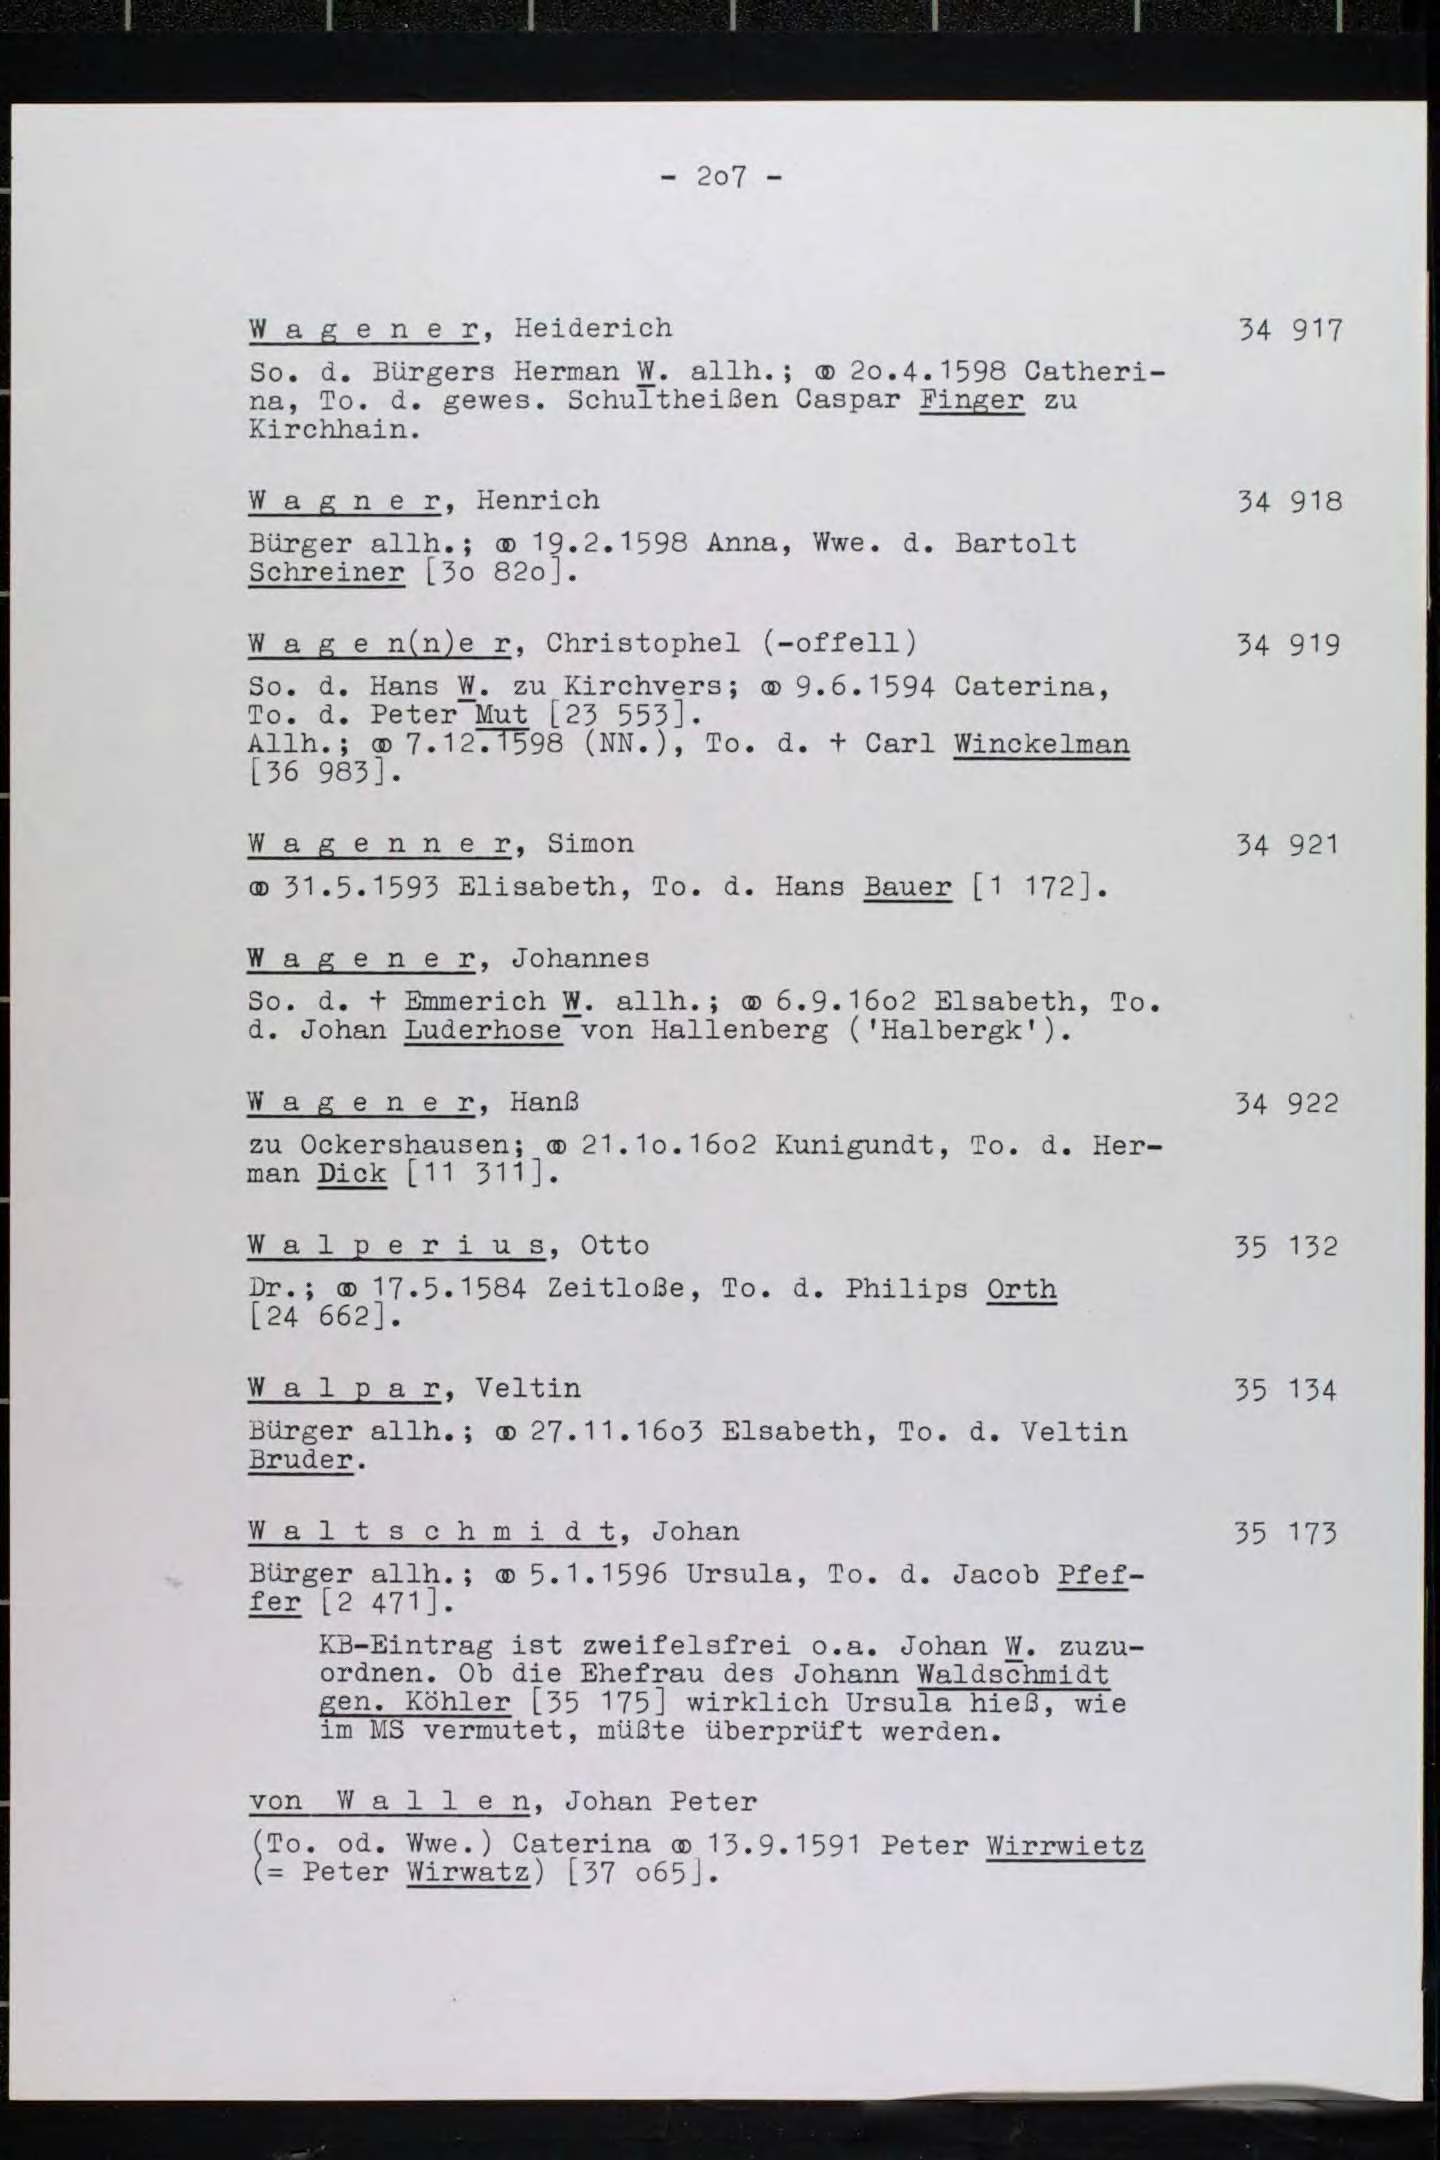 - 2o7 -
W a g e n e r, Heiderich 34 917
So. d. Bürgers Herman W. allh.; ⚭ 2o.4.1598 Catheri-
na, To. d. gewes. Schultheißen Caspar Finger zu
Kirchhain.
W a g n e r, Henrich 34 918
Bürger allh.; ⚭ 19.2.1598 Anna, Wwe. d. Bartolt
Schreiner [3o 82o].
W a g e n(n)e r, Christophel (-offell) 34 919
So. d. Hans W. zu Kirchvers; ⚭ 9.6.1594 Caterina,
To. d. Peter Mut [23 553].
Allh.; ⚭ 7.12.1598 (NN.), To. d. + Carl Winckelman
[36 983].
W a g e n n e r, Simon 34 921
⚭ 31.5.1593 Elisabeth, To. d. Hans Bauer [1 172].
W a g e n e r, Johannes
So. d. + Emmerich W. allh.; ⚭ 6.9.16o2 Elsabeth, To.
d. Johan Luderhose von Hallenberg ('Halbergk').
W a g e n e r, Hanß 34 922
zu Ockershausen; ⚭ 21.1o.16o2 Kunigundt, To. d. Her-
man Dick [11 311].
W a l p e r i u s, Otto 35 132
Dr.; ⚭ 17.5.1584 Zeitloße, To. d. Philips Orth
[24 662].
W a l p a r, Veltin 35 134
Bürger allh.; ⚭ 27.11.16o3 Elsabeth, To. d. Veltin
Bruder.
W a l t s c h m i d t, Johan 35 173
Bürger allh.; ⚭ 5.1.1596 Ursula, To. d. Jacob Pfef-
fer [2 471].
KB-Eintrag ist zweifelsfrei o.a. Johan W. zuzu-
ordnen. Ob die Ehefrau des Johann Waldschmidt
gen. Köhler [35 175] wirklich Ursula hieß, wie
im MS vermutet, müßte überprüft werden.
von W a l l e n, Johan Peter
(To. od. Wwe.) Caterina ⚭ 13.9.1591 Peter Wirrwietz
(= Peter Wirwatz) [37 o65].